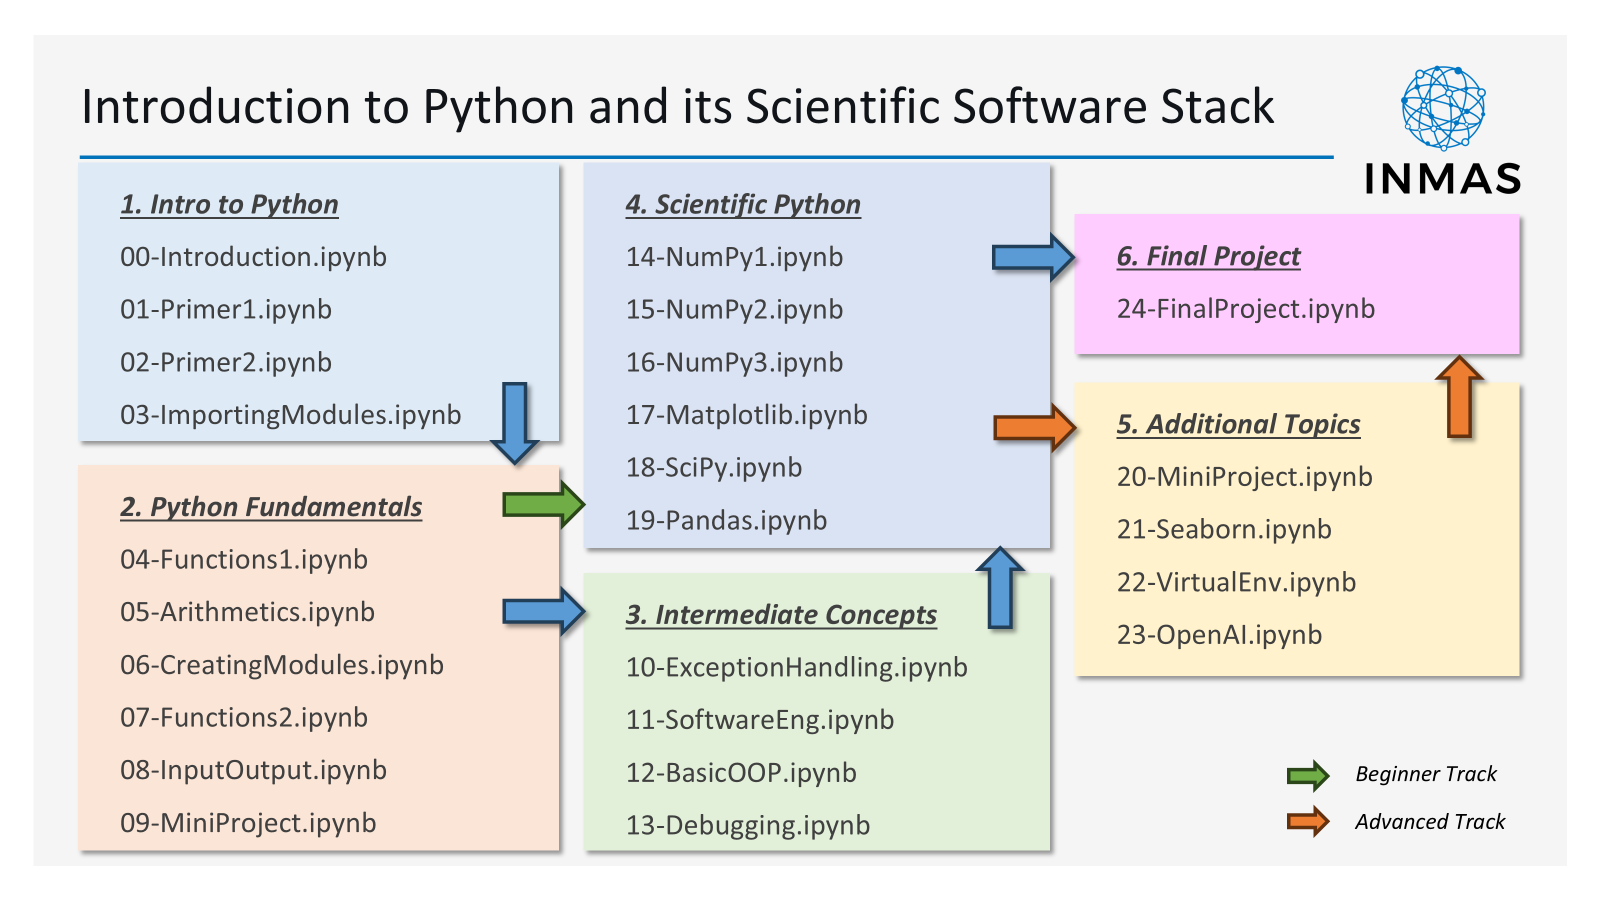 Introduction to Python and its Scientific Software Stack
INMAS
1. Intro to Python
00-Introduction.ipynb
01-Primer1.ipynb
02-Primer2.ipynb
03-ImportingModules.ipynb
2. Python Fundamentals
04-Functions1.ipynb
05-Arithmetics.ipynb
06-CreatingModules.ipynb
07-Functions2.ipynb
08-InputOutput.ipynb
09-MiniProject.ipynb
4. Scientific Python
14-NumPy1.ipynb
15-NumPy2.ipynb
16-NumPy3.ipynb
17-Matplotlib.ipynb
18-SciPy.ipynb
19-Pandas.ipynb
3. Intermediate Concepts
10-ExceptionHandling.ipynb
11-SoftwareEng.ipynb
12-BasicOOP.ipynb
13-Debugging.ipynb
6. Final Project
24-FinalProject.ipynb
5. Additional Topics
20-MiniProject.ipynb
21-Seaborn.ipynb
22-VirtualEnv.ipynb
23-OpenAI.ipynb
Beginner Track
Advanced Track